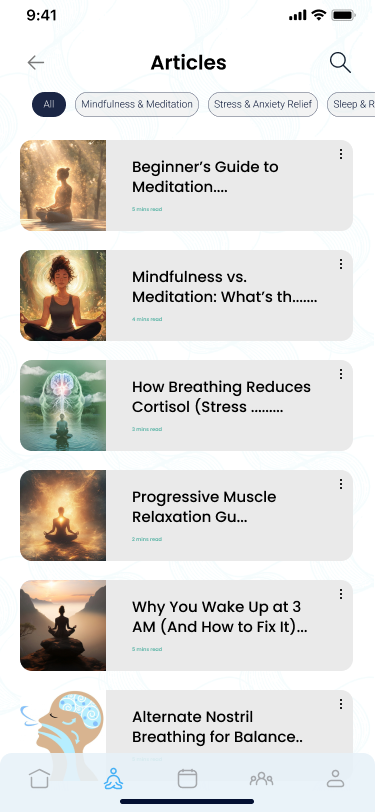 9:41
Articles
All
Mindfulness & Meditation
Stress & Anxiety Relief
Sleep & R
Beginner's Guide to
Meditation....
5 mins read
Mindfulness vs.
Meditation: What's th.......
4 mins read
How Breathing Reduces
Cortisol (Stress .........
3 mins read
Progressive Muscle
Relaxation Gu...
3 mins read
Why You Wake Up at 3
AM (And How to Fix It)...
5 mins read
Alternate Nostril
Breathing for Balance..